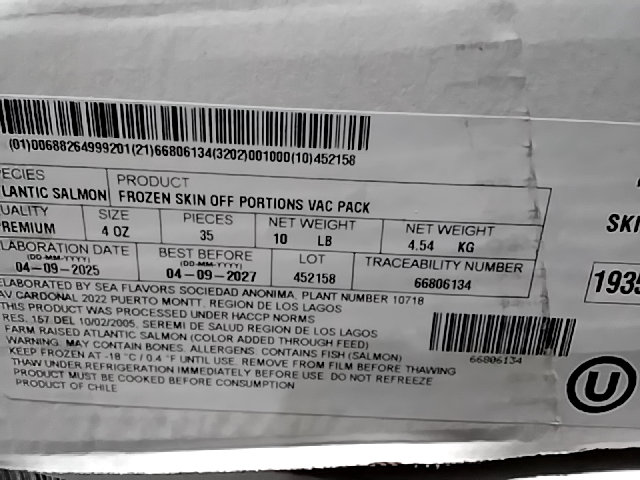 (01)00688264999201(21)66806134(3202)001000(10)452158
PECIES PRODUCT
TLANTIC SALMON FROZEN SKIN OFF PORTIONS VAC PACK
QUALITY SIZE PIECES NET WEIGHT NET WEIGHT
PREMIUM 4 OZ 35 10 LB 4.54 KG
LABORATION DATE BEST BEFORE LOT TRACEABILITY NUMBER
(DD-MM-YYYY) (DD-MM-YYYY)
04-09-2025 04-09-2027 452158 66806134
ELABORATED BY SEA FLAVORS SOCIEDAD ANONIMA, PLANT NUMBER 10718
AV CARDONAL 2022 PUERTO MONTT. REGION DE LOS LAGOS
THIS PRODUCT WAS PROCESSED UNDER HACCP NORMS
RES. 157 DEL 10/02/2005, SEREMI DE SALUD REGION DE LOS LAGOS
FARM RAISED ATLANTIC SALMON (COLOR ADDED THROUGH FEED)
WARNING. MAY CONTAIN BONES. ALLERGENS. CONTAINS FISH (SALMON)
KEEP FROZEN AT -18 °C / 0.4 °F UNTIL USE. REMOVE FROM FILM BEFORE THAWING
THAW UNDER REFRIGERATION IMMEDIATELY BEFORE USE. DO NOT REFREEZE
PRODUCT MUST BE COOKED BEFORE CONSUMPTION
PRODUCT OF CHILE
66806134
SKI
1935
U